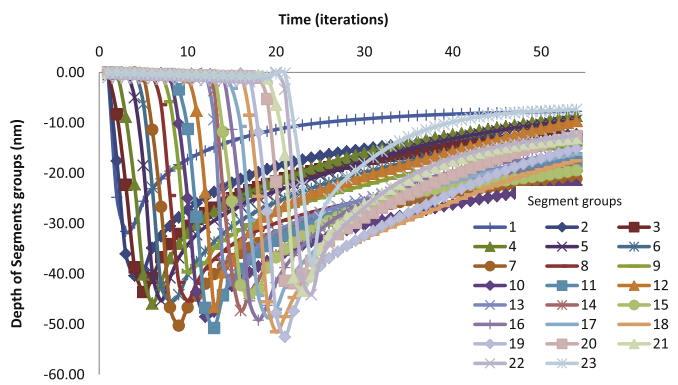 Time (iterations)
0 10 20 30 40 50
0.00
-10.00
-20.00
-30.00
-40.00
-50.00
-60.00
Depth of Segments groups (nm)
Segment groups
1 2 3
4 5 6
7 8 9
10 11 12
13 14 15
16 17 18
19 20 21
22 23